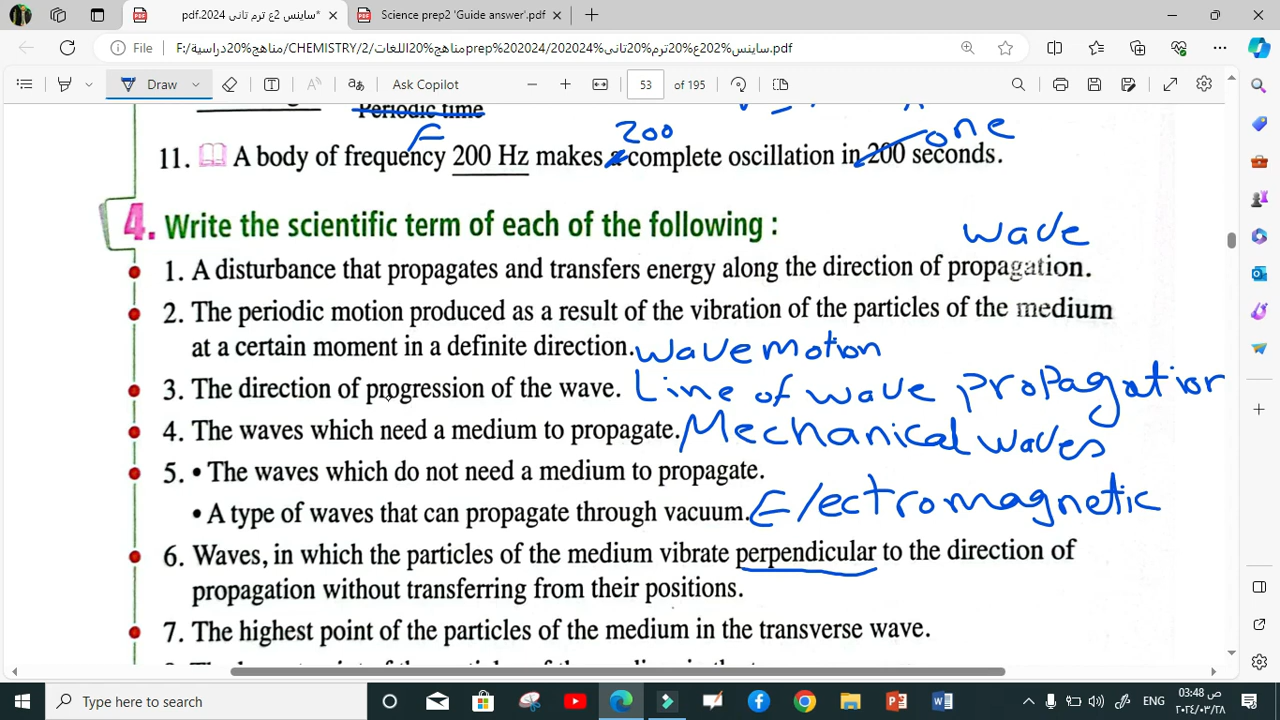 ساينس 2ع ترم تانى 2024.pdf*
Science prep2 'Guide answer'.pdf
File
F:/مناهج%20دراسية/CHEMISTRY/2/مناهج%20اللغات%20prep%202024/2024%20ساينس%202ع%20ترم%20تانى.pdf
Draw
Ask Copilot
53
of 195
Periodic time
F
200
one
11. A body of frequency 200 Hz makes a complete oscillation in 200 seconds.
4. Write the scientific term of each of the following :
wave
1. A disturbance that propagates and transfers energy along the direction of propagation.
2. The periodic motion produced as a result of the vibration of the particles of the medium
at a certain moment in a definite direction. wave motion
3. The direction of progression of the wave. Line of wave propagation
4. The waves which need a medium to propagate. Mechanical waves
5. • The waves which do not need a medium to propagate.
• A type of waves that can propagate through vacuum. Electromagnetic
6. Waves, in which the particles of the medium vibrate perpendicular to the direction of
propagation without transferring from their positions.
7. The highest point of the particles of the medium in the transverse wave.
Type here to search
ENG
03:48 ص
٢٠٢٤/٠٣/٢٨